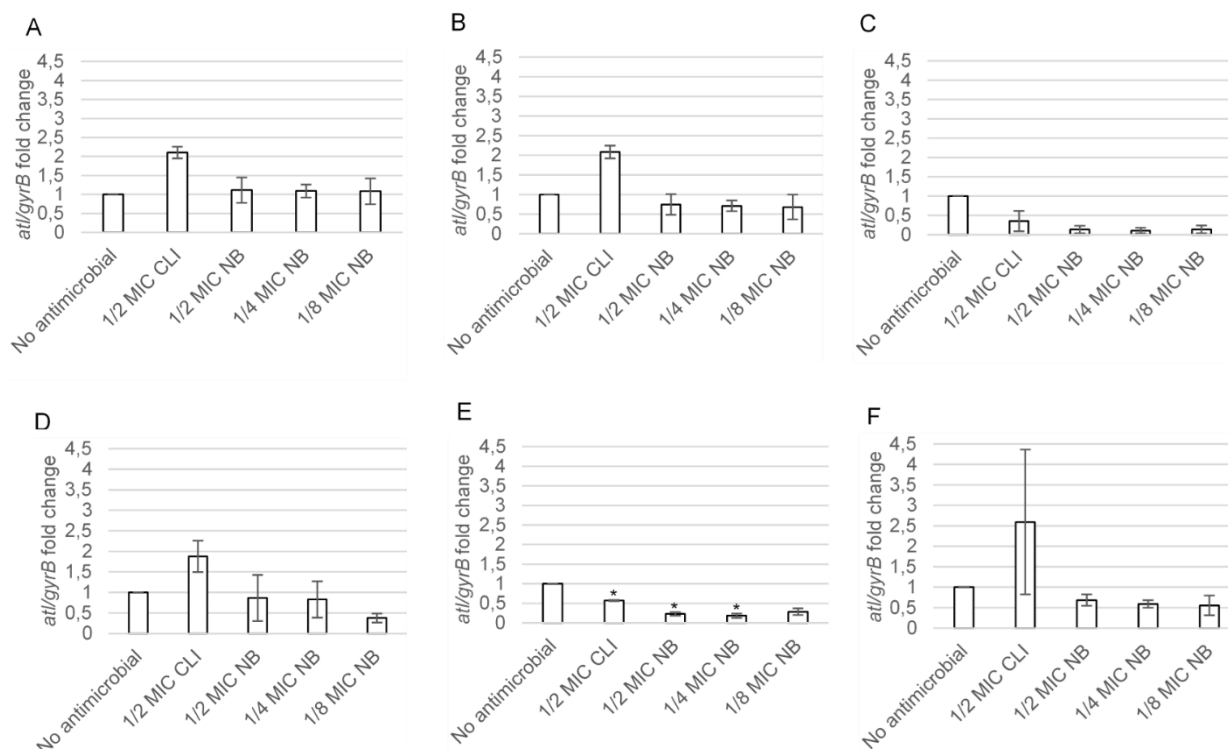 A
atl/gyrB fold change
4,5
4
3,5
3
2,5
2
1,5
1
0,5
0
No antimicrobial
1/2 MIC CLI
1/2 MIC NB
1/4 MIC NB
1/8 MIC NB
B
atl/gyrB fold change
4,5
4
3,5
3
2,5
2
1,5
1
0,5
0
No antimicrobial
1/2 MIC CLI
1/2 MIC NB
1/4 MIC NB
1/8 MIC NB
C
atl/gyrB fold change
4,5
4
3,5
3
2,5
2
1,5
1
0,5
0
No antimicrobial
1/2 MIC CLI
1/2 MIC NB
1/4 MIC NB
1/8 MIC NB
D
atl/gyrB fold change
4,5
4
3,5
3
2,5
2
1,5
1
0,5
0
No antimicrobial
1/2 MIC CLI
1/2 MIC NB
1/4 MIC NB
1/8 MIC NB
E
atl/gyrB fold change
4,5
4
3,5
3
2,5
2
1,5
1
0,5
0
* * *
No antimicrobial
1/2 MIC CLI
1/2 MIC NB
1/4 MIC NB
1/8 MIC NB
F
atl/gyrB fold change
4,5
4
3,5
3
2,5
2
1,5
1
0,5
0
No antimicrobial
1/2 MIC CLI
1/2 MIC NB
1/4 MIC NB
1/8 MIC NB